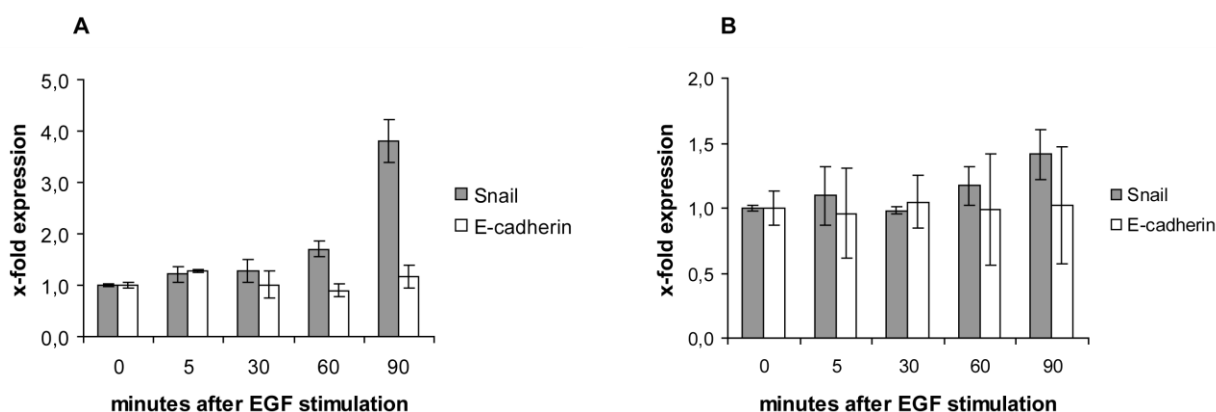 A
x-fold expression
5,0
4,0
3,0
2,0
1,0
0,0
0 5 30 60 90
minutes after EGF stimulation
Snail
E-cadherin
B
x-fold expression
2,0
1,5
1,0
0,5
0,0
0 5 30 60 90
minutes after EGF stimulation
Snail
E-cadherin